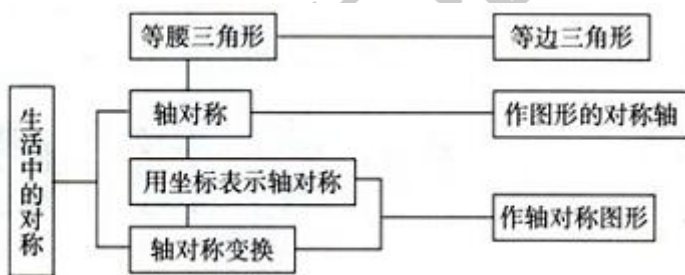 等腰三角形
等边三角形
生活中的对称
轴对称
作图形的对称轴
用坐标表示轴对称
作轴对称图形
轴对称变换